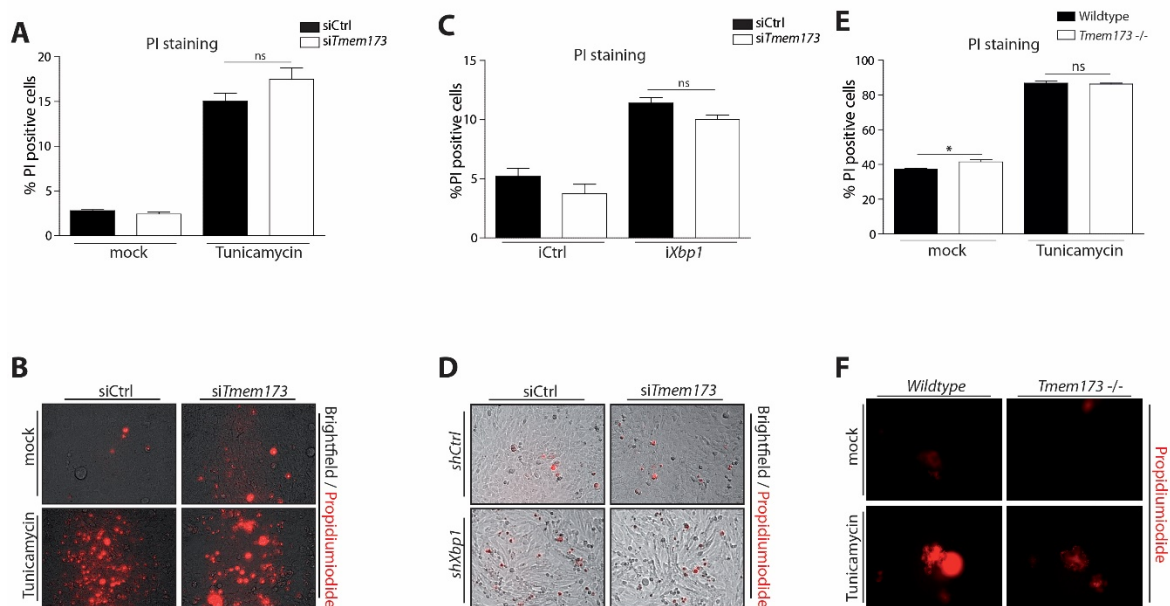 A
siCtrl
siTmem173
PI staining
ns
% PI positive cells
20
15
10
5
0
mock
Tunicamycin
C
siCtrl
siTmem173
PI staining
ns
%PI positive cells
15
10
5
0
iCtrl
iXbp1
E
Wildtype
Tmem173 -/-
PI staining
ns
*
% PI positive cells
100
80
60
40
20
0
mock
Tunicamycin
B
siCtrl
siTmem173
mock
Tunicamycin
Brightfield / Propidiumiodide
D
siCtrl
siTmem173
shCtrl
shXbp1
Brightfield / Propidiumiodide
F
Wildtype
Tmem173 -/-
mock
Tunicamycin
Propidiumiodide